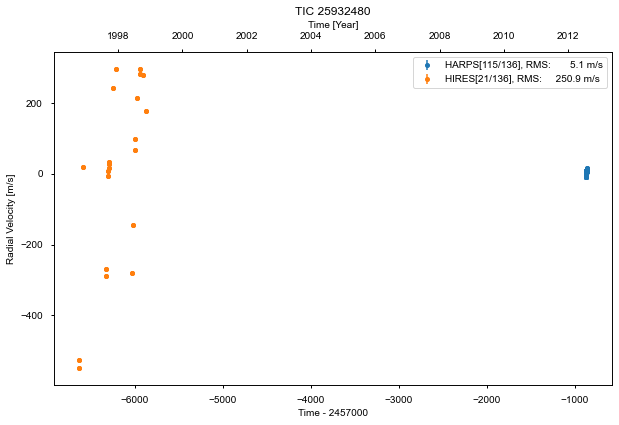 TIC 25932480
Time [Year]
1998 2000 2002 2004 2006 2008 2010 2012
HARPS[115/136], RMS: 5.1 m/s
HIRES[21/136], RMS: 250.9 m/s
Radial Velocity [m/s]
200
0
−200
−400
−6000 −5000 −4000 −3000 −2000 −1000
Time - 2457000